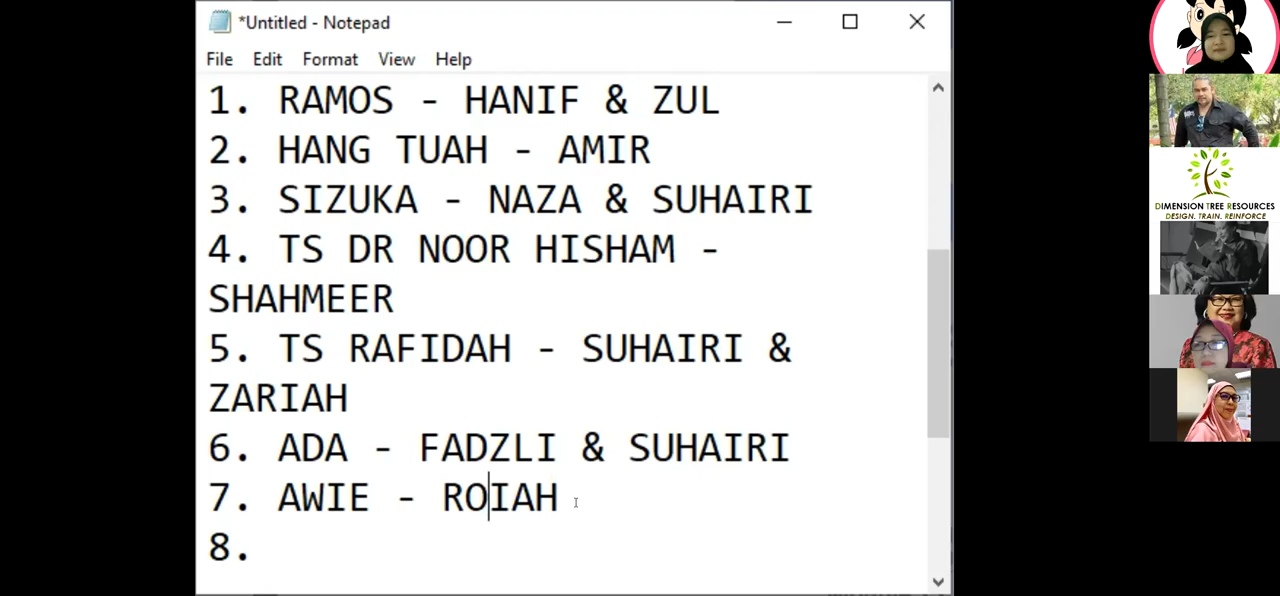 *Untitled - Notepad
File Edit Format View Help
1. RAMOS - HANIF & ZUL
2. HANG TUAH - AMIR
3. SIZUKA - NAZA & SUHAIRI
4. TS DR NOOR HISHAM -
SHAHMEER
5. TS RAFIDAH - SUHAIRI &
ZARIAH
6. ADA - FADZLI & SUHAIRI
7. AWIE - ROIAH
8.
DIMENSION TREE RESOURCES
DESIGN. TRAIN. REINFORCE